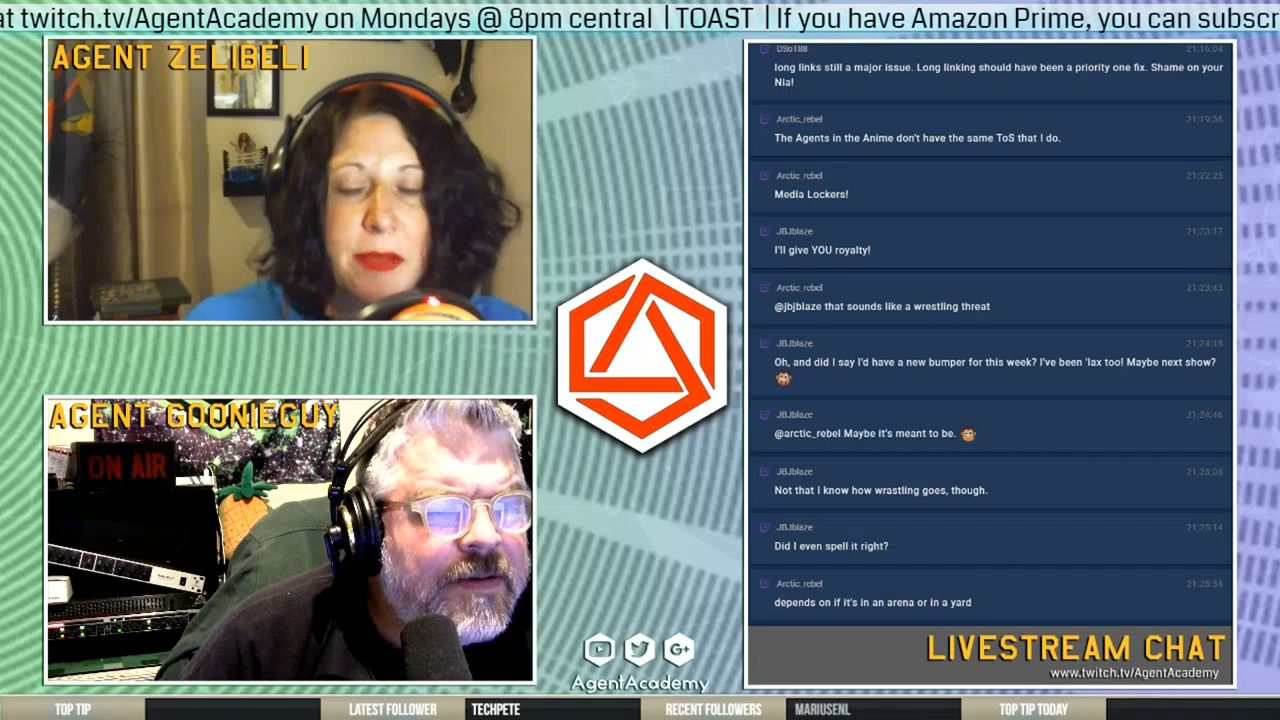 at twitch.tv/AgentAcademy on Mondays @ 8pm central | TOAST | If you have Amazon Prime, you can subscr
AGENT ZELIBELI
AGENT GOONIEGUY
ON AIR
G+
AgentAcademy
DSoT88 21:16:04
long links still a major issue. Long linking should have been a priority one fix. Shame on your
Nia!
Arctic_rebel 21:19:36
The Agents in the Anime don't have the same ToS that I do.
Arctic_rebel 21:22:25
Media Lockers!
JBJblaze 21:23:17
I'll give YOU royalty!
Arctic_rebel 21:23:43
@jbjblaze that sounds like a wrestling threat
JBJblaze 21:24:15
Oh, and did I say I'd have a new bumper for this week? I've been 'lax too! Maybe next show?
JBJblaze 21:24:46
@arctic_rebel Maybe it's meant to be.
JBJblaze 21:25:06
Not that I know how wrastling goes, though.
JBJblaze 21:25:14
Did I even spell it right?
Arctic_rebel 21:25:54
depends on if it's in an arena or in a yard
LIVESTREAM CHAT
www.twitch.tv/AgentAcademy
TOP TIP LATEST FOLLOWER TECHPETE RECENT FOLLOWERS MARIUSENL TOP TIP TODAY